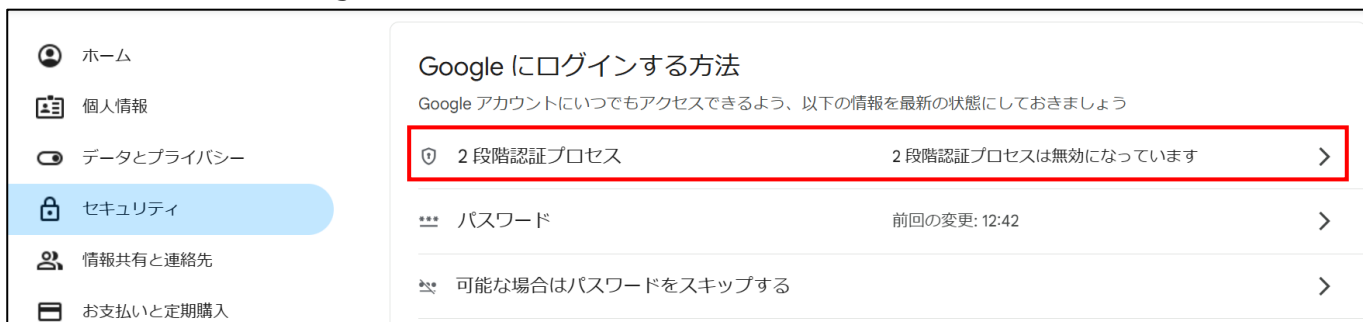 ホーム
個人情報
データとプライバシー
セキュリティ
情報共有と連絡先
お支払いと定期購入
Google にログインする方法
Google アカウントにいつでもアクセスできるよう、以下の情報を最新の状態にしておきましょう
2 段階認証プロセス 2 段階認証プロセスは無効になっています
パスワード 前回の変更: 12:42
可能な場合はパスワードをスキップする